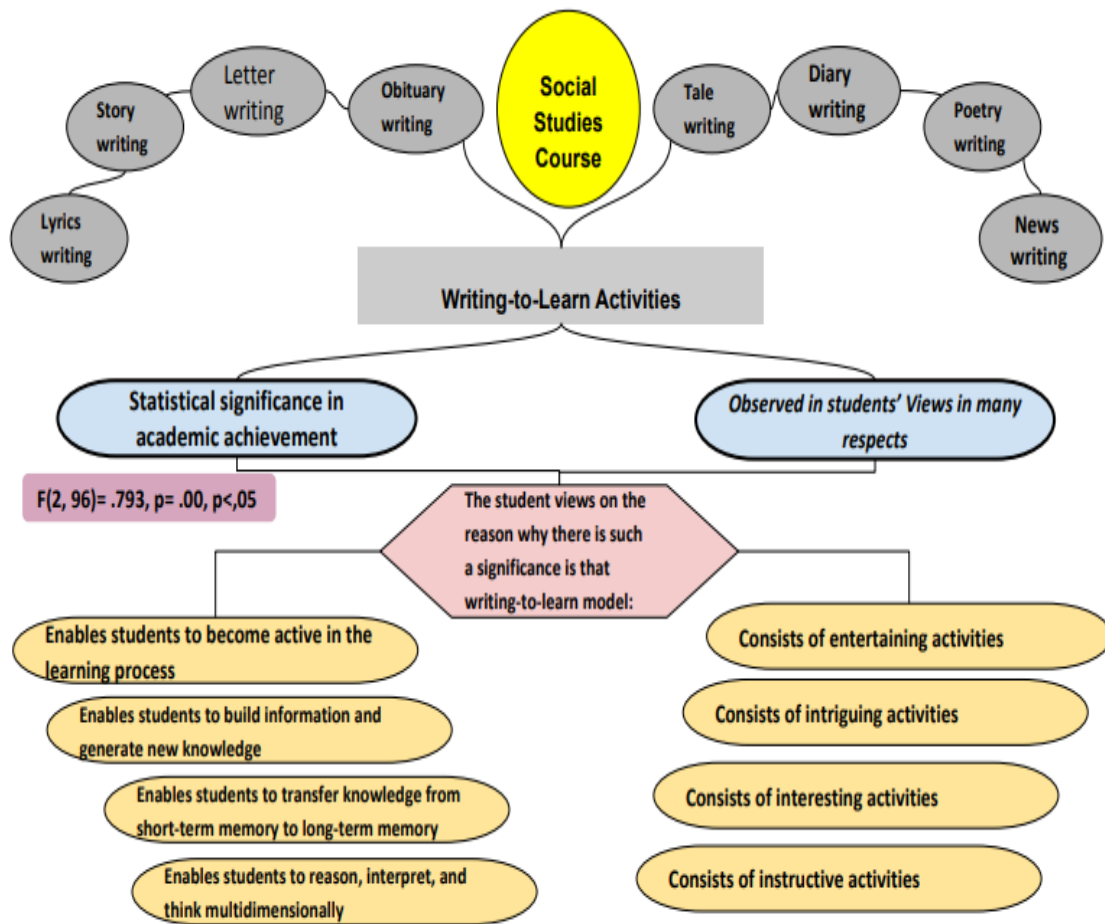 Lyrics
writing
Story
writing
Letter
writing
Obituary
writing
Social
Studies
Course
Tale
writing
Diary
writing
Poetry
writing
News
writing
Writing-to-Learn Activities
Statistical significance in
academic achievement
Observed in students' Views in many
respects
F(2, 96)= .793, p= .00, p<,05
The student views on the
reason why there is such
a significance is that
writing-to-learn model:
Enables students to become active in the
learning process
Enables students to build information and
generate new knowledge
Enables students to transfer knowledge from
short-term memory to long-term memory
Enables students to reason, interpret, and
think multidimensionally
Consists of entertaining activities
Consists of intriguing activities
Consists of interesting activities
Consists of instructive activities